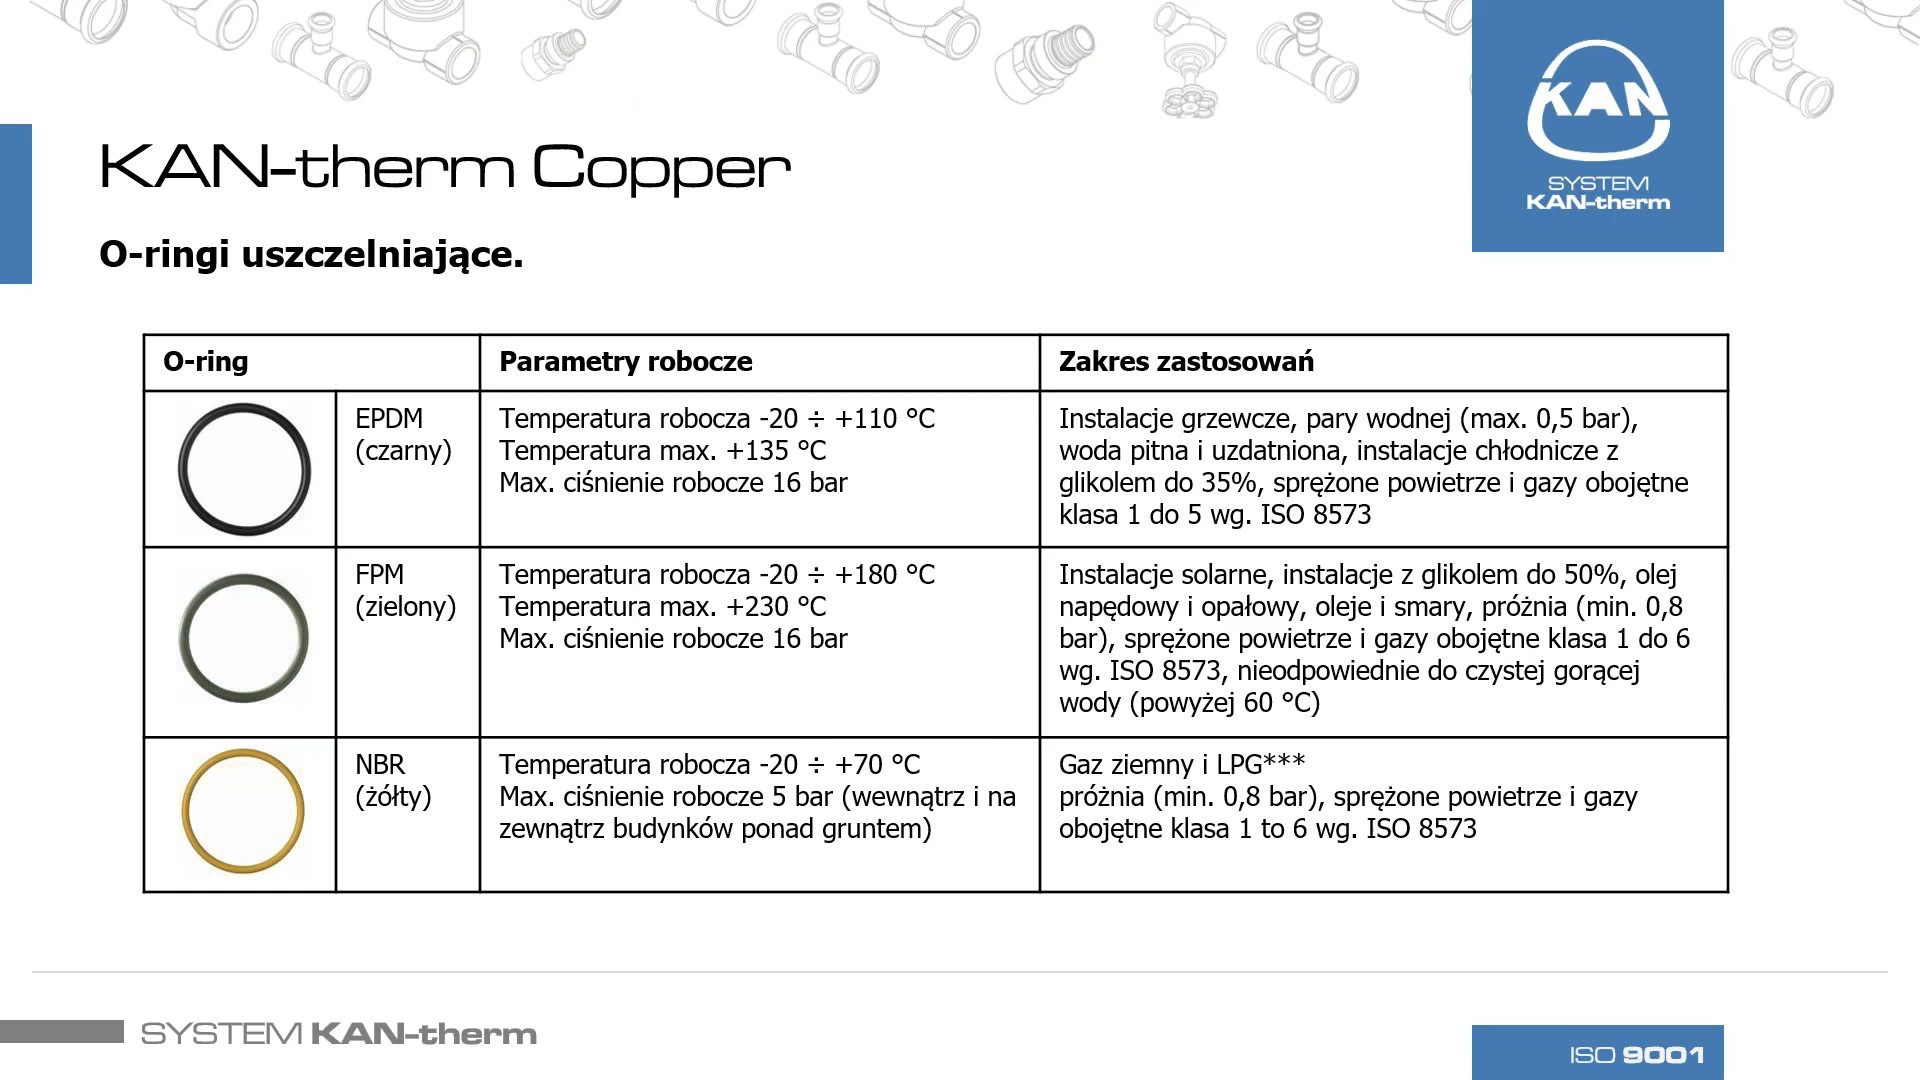 KAN
SYSTEM
KAN-therm
KAN-therm Copper
O-ringi uszczelniające.
O-ring
Parametry robocze
Zakres zastosowań
EPDM
(czarny)
Temperatura robocza -20 ÷ +110 °C
Temperatura max. +135 °C
Max. ciśnienie robocze 16 bar
Instalacje grzewcze, pary wodnej (max. 0,5 bar),
woda pitna i uzdatniona, instalacje chłodnicze z
glikolem do 35%, sprężone powietrze i gazy obojętne
klasa 1 do 5 wg. ISO 8573
FPM
(zielony)
Temperatura robocza -20 ÷ +180 °C
Temperatura max. +230 °C
Max. ciśnienie robocze 16 bar
Instalacje solarne, instalacje z glikolem do 50%, olej
napędowy i opałowy, oleje i smary, próżnia (min. 0,8
bar), sprężone powietrze i gazy obojętne klasa 1 do 6
wg. ISO 8573, nieodpowiednie do czystej gorącej
wody (powyżej 60 °C)
NBR
(żółty)
Temperatura robocza -20 ÷ +70 °C
Max. ciśnienie robocze 5 bar (wewnątrz i na
zewnątrz budynków ponad gruntem)
Gaz ziemny i LPG***
próżnia (min. 0,8 bar), sprężone powietrze i gazy
obojętne klasa 1 to 6 wg. ISO 8573
SYSTEM KAN-therm
ISO 9001